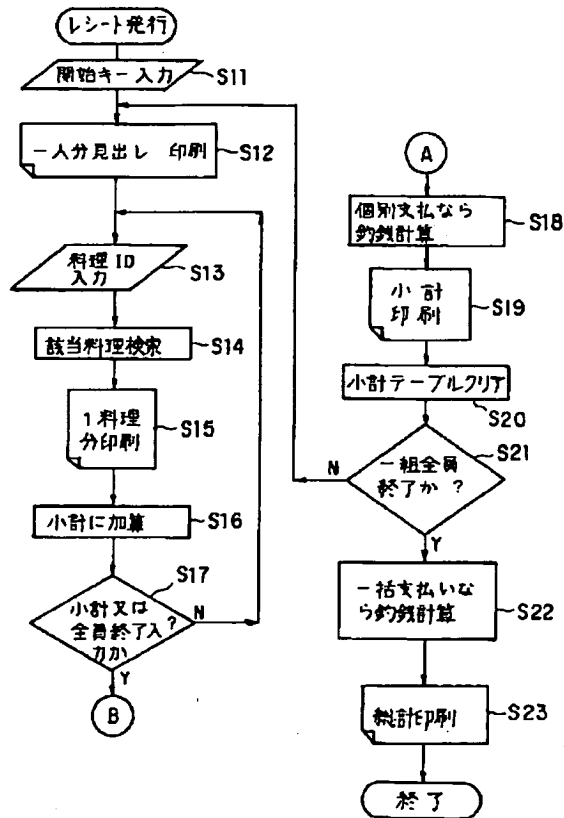 レシート発行
開始キー入力
S11
一人分見出し 印刷
S12
料理ID
入力
S13
該当料理検索
S14
1料理
分印刷
S15
小計に加算
S16
S17
小計又は
全員終了入
力か?
N
Y
B
A
個別支払なら
釣銭計算
S18
小計
印刷
S19
小計テーブルクリア
S20
S21
一組全員
終了か?
N
Y
一括支払いな
ら釣銭計算
S22
総計印刷
S23
終了